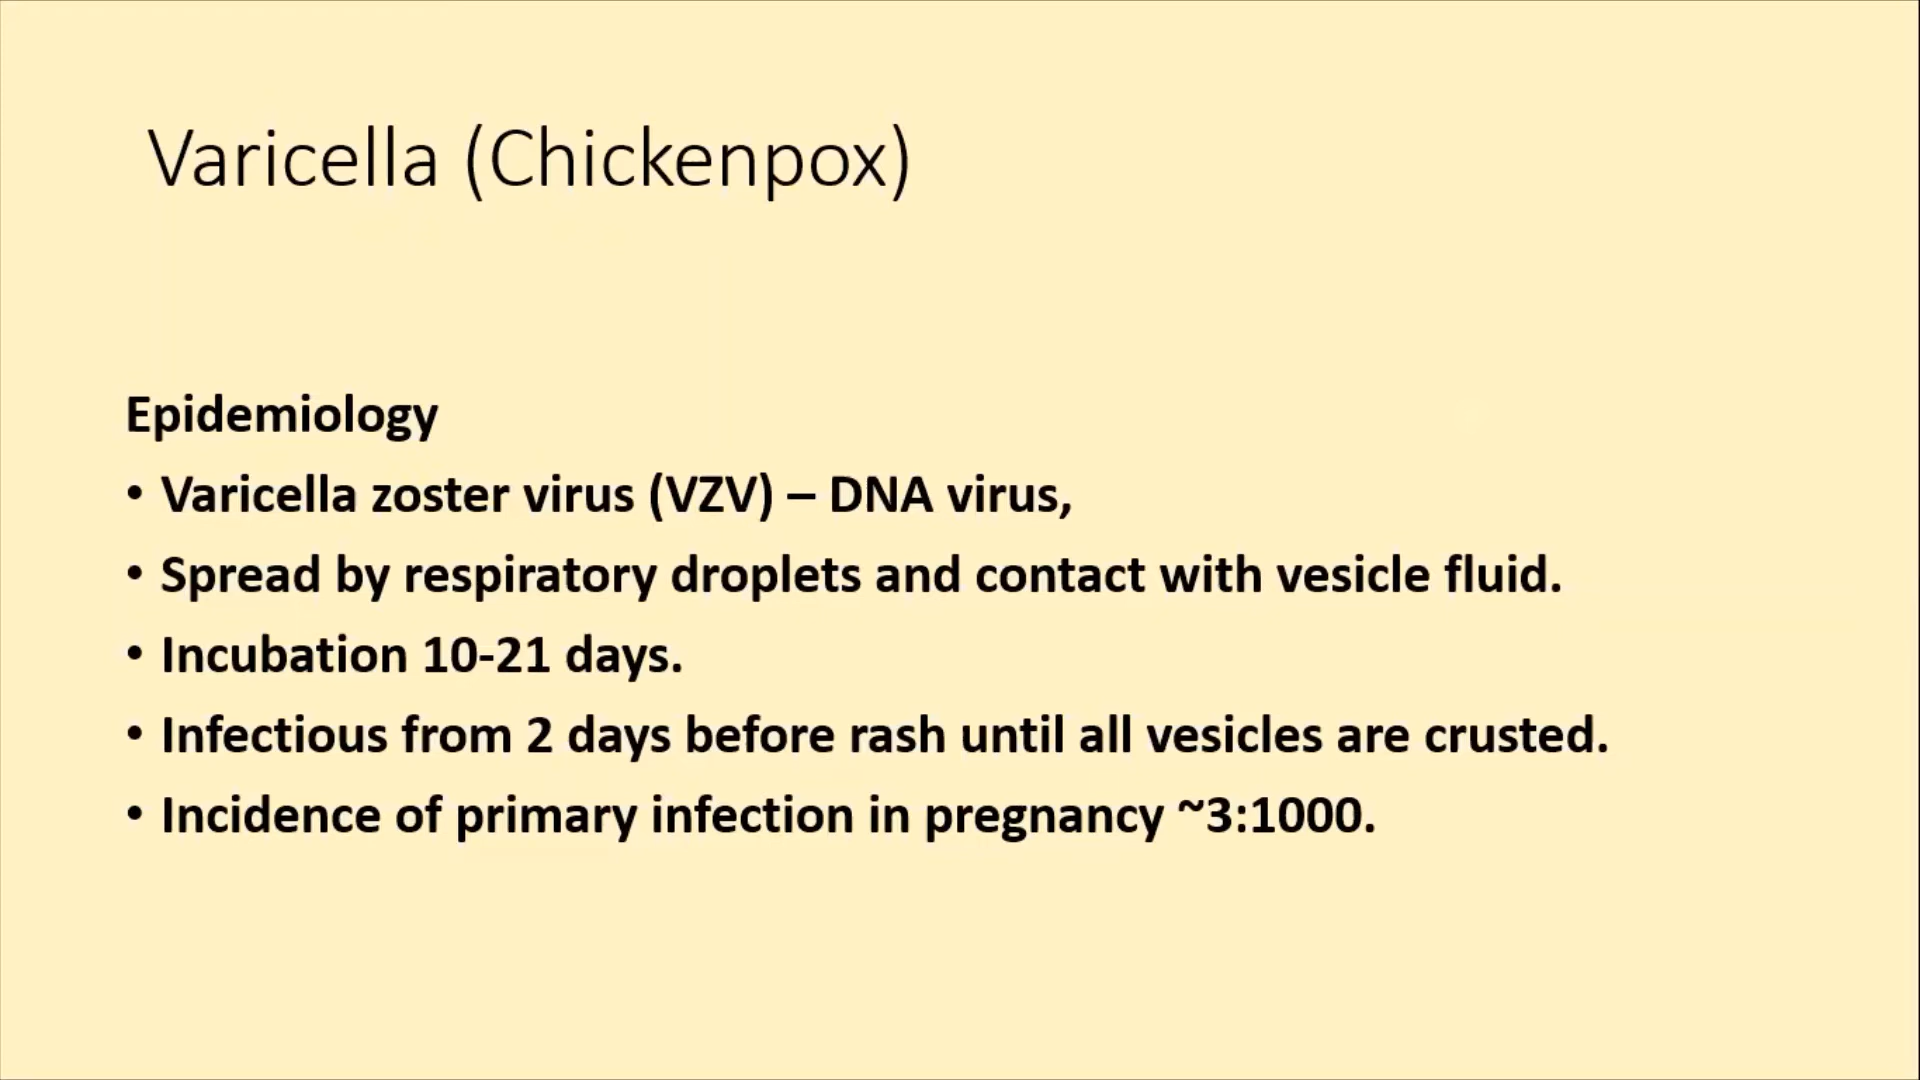 Varicella (Chickenpox)
Epidemiology
• Varicella zoster virus (VZV) – DNA virus,
• Spread by respiratory droplets and contact with vesicle fluid.
• Incubation 10-21 days.
• Infectious from 2 days before rash until all vesicles are crusted.
• Incidence of primary infection in pregnancy ~3:1000.